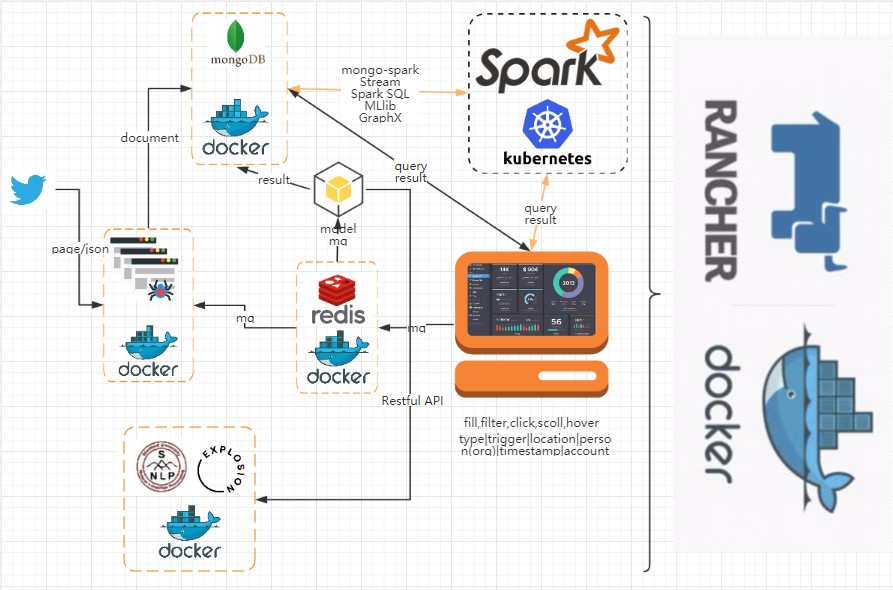 mongoDB
docker
document
mongo-spark
Stream
Spark SQL
MLlib
GraphX
Spark
kubernetes
query
result
result
query
result
page/json
model
mq
redis
docker
mq
mq
docker
14K
8 904
2013
56
Restful API
fill,filter,click,scoll,hover
type|trigger|location|perso
n(org)|timestamp|account
S
NLP
EXPLOSION
docker
RANCHER
docker